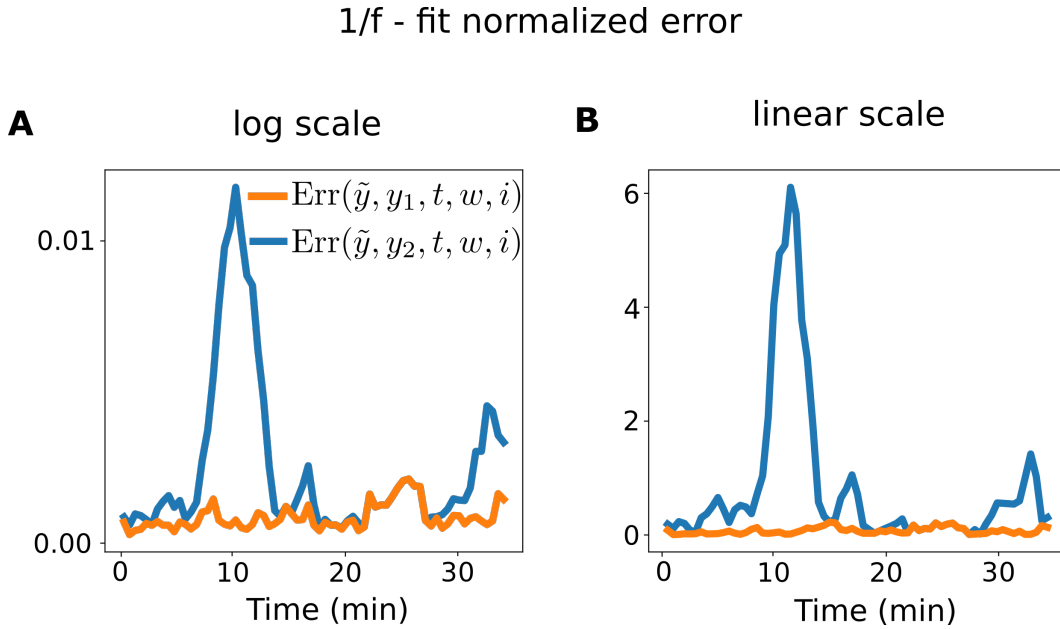 1/f - fit normalized error
A
log scale
Err(ỹ, y₁, t, w, i)
Err(ỹ, y₂, t, w, i)
0.01
0.00
0 10 20 30
Time (min)
B
linear scale
6
4
2
0
0 10 20 30
Time (min)